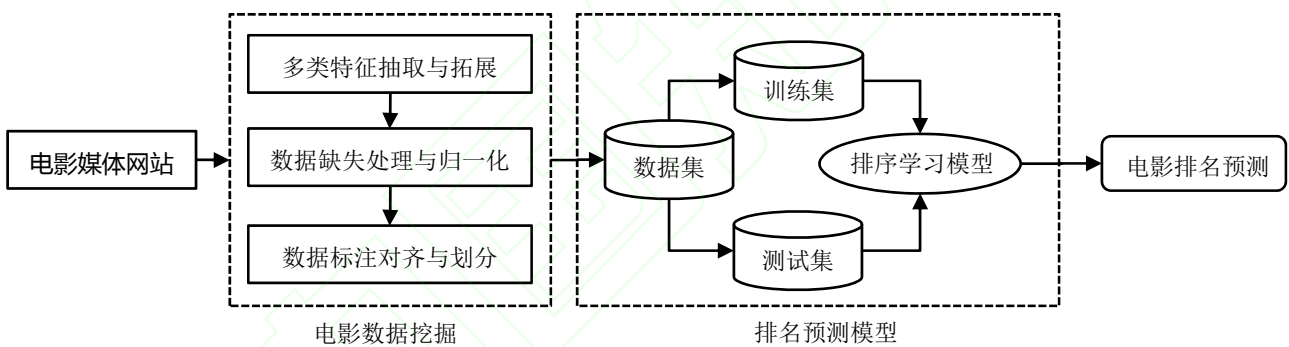 电影媒体网站
多类特征抽取与拓展
数据缺失处理与归一化
数据标注对齐与划分
电影数据挖掘
数据集
训练集
测试集
排序学习模型
排名预测模型
电影排名预测